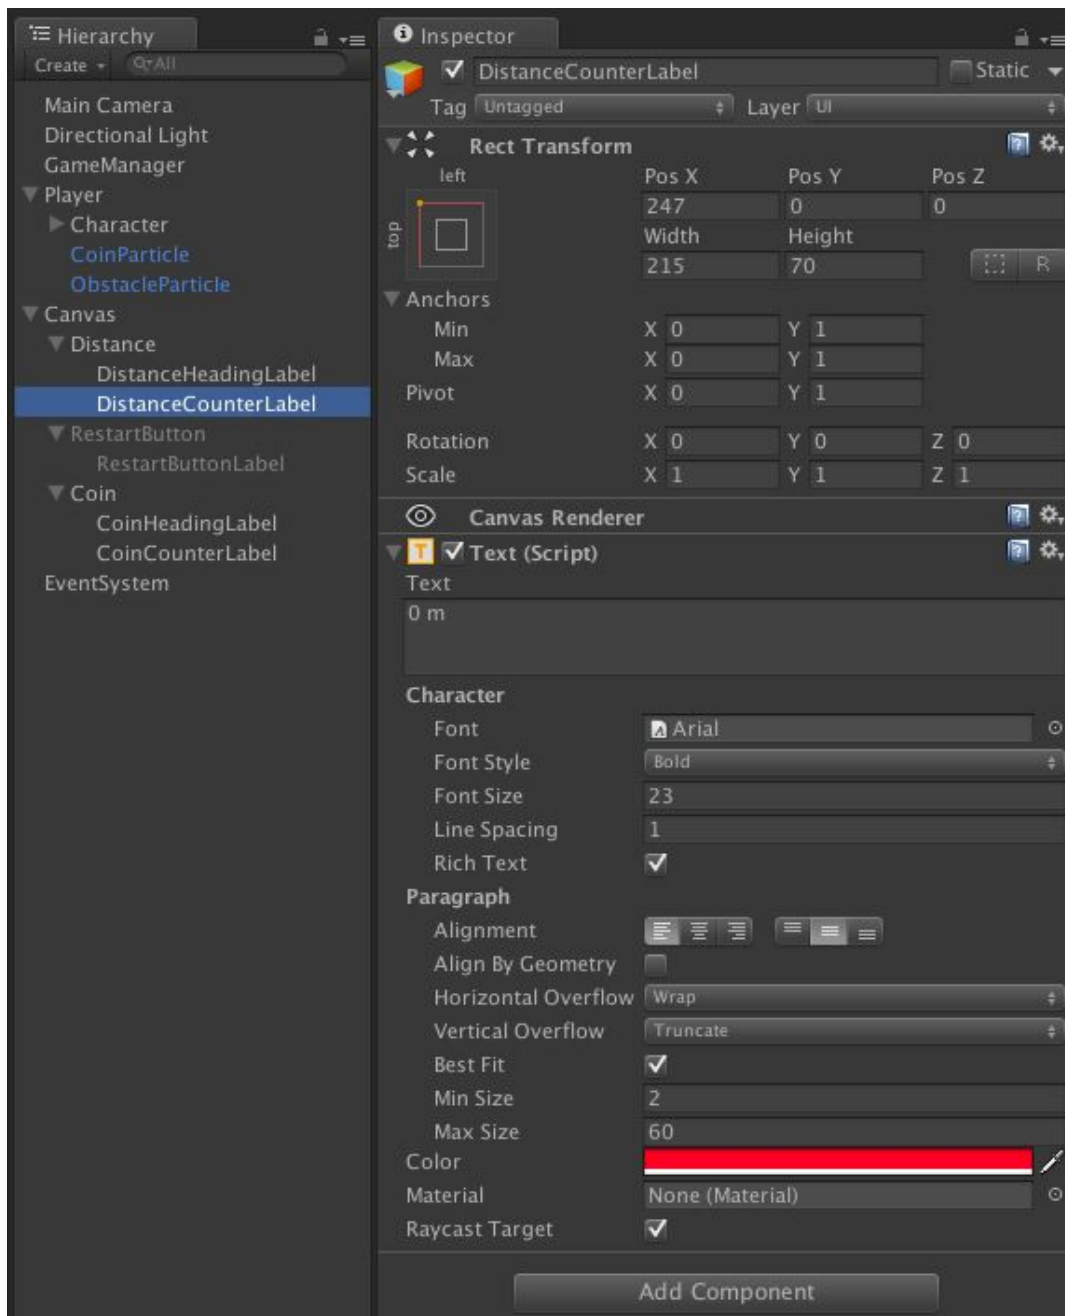 Hierarchy
Create
All
Main Camera
Directional Light
GameManager
Player
Character
CoinParticle
ObstacleParticle
Canvas
Distance
DistanceHeadingLabel
DistanceCounterLabel
RestartButton
RestartButtonLabel
Coin
CoinHeadingLabel
CoinCounterLabel
EventSystem
Inspector
DistanceCounterLabel Static
Tag Untagged Layer UI
Rect Transform
left Pos X Pos Y Pos Z
top
247 0 0
Width Height
215 70 R
Anchors
Min X 0 Y 1
Max X 0 Y 1
Pivot X 0 Y 1
Rotation X 0 Y 0 Z 0
Scale X 1 Y 1 Z 1
Canvas Renderer
T Text (Script)
Text
0 m
Character
Font Arial
Font Style Bold
Font Size 23
Line Spacing 1
Rich Text
Paragraph
Alignment
Align By Geometry
Horizontal Overflow Wrap
Vertical Overflow Truncate
Best Fit
Min Size 2
Max Size 60
Color
Material None (Material)
Raycast Target
Add Component